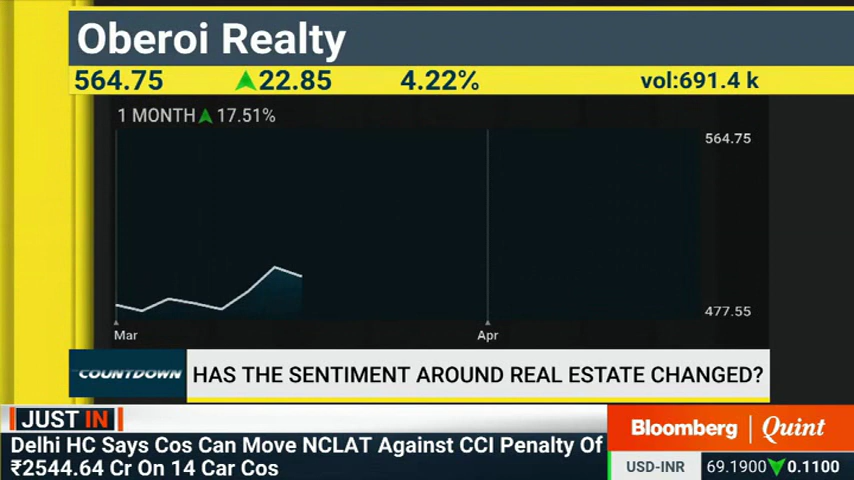 Oberoi Realty
564.75 ▲22.85 4.22% vol:691.4 k
1 MONTH ▲ 17.51%
564.75
477.55
Mar Apr
COUNTDOWN HAS THE SENTIMENT AROUND REAL ESTATE CHANGED?
JUST IN
Delhi HC Says Cos Can Move NCLAT Against CCI Penalty Of
₹2544.64 Cr On 14 Car Cos
Bloomberg | Quint
USD-INR 69.1900 ▼ 0.1100